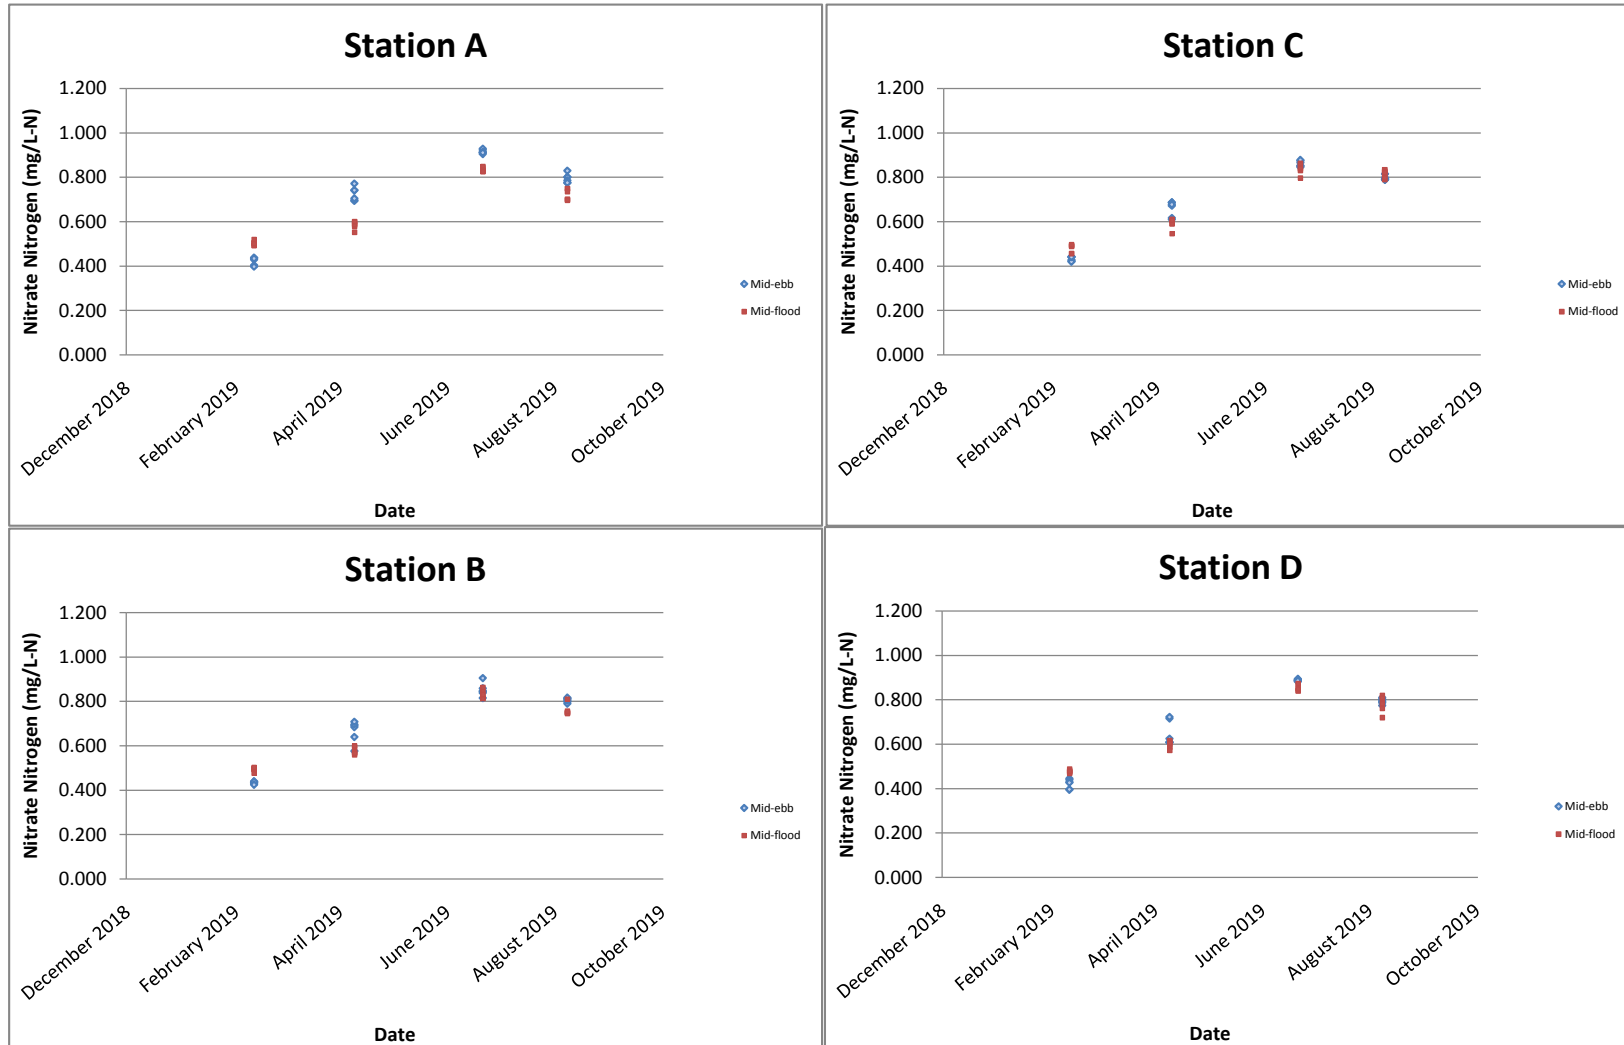 Station A
Nitrate Nitrogen (mg/L-N)
1.200
1.000
0.800
0.600
0.400
0.200
0.000
December 2018
February 2019
April 2019
June 2019
August 2019
October 2019
Date
Mid-ebb
Mid-flood
Station C
Nitrate Nitrogen (mg/L-N)
1.200
1.000
0.800
0.600
0.400
0.200
0.000
December 2018
February 2019
April 2019
June 2019
August 2019
October 2019
Date
Mid-ebb
Mid-flood
Station B
Nitrate Nitrogen (mg/L-N)
1.200
1.000
0.800
0.600
0.400
0.200
0.000
December 2018
February 2019
April 2019
June 2019
August 2019
October 2019
Date
Mid-ebb
Mid-flood
Station D
Nitrate Nitrogen (mg/L-N)
1.200
1.000
0.800
0.600
0.400
0.200
0.000
December 2018
February 2019
April 2019
June 2019
August 2019
October 2019
Date
Mid-ebb
Mid-flood